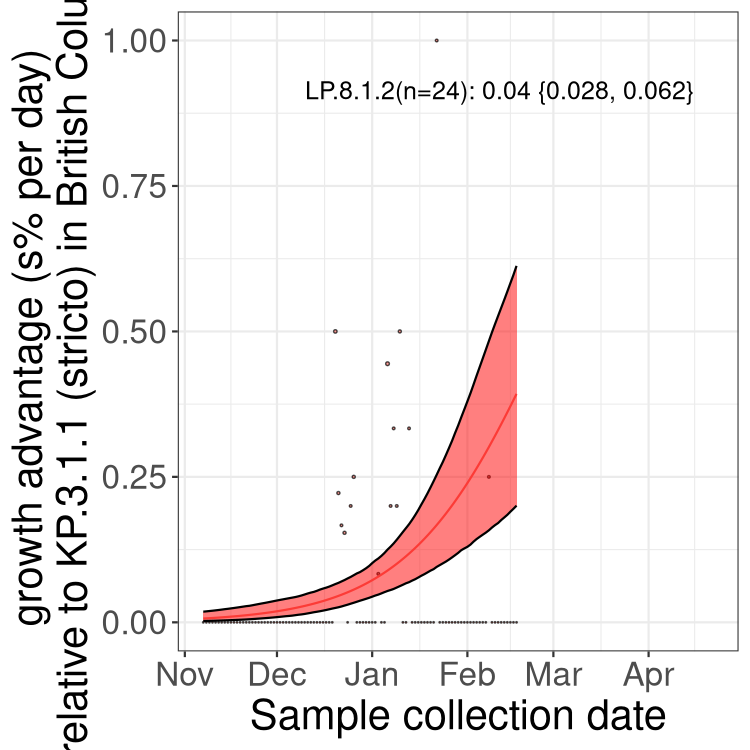 growth advantage (s% per day)
relative to KP.3.1.1 (stricto) in British Colu
1.00
0.75
0.50
0.25
0.00
LP.8.1.2(n=24): 0.04 {0.028, 0.062}
Nov Dec Jan Feb Mar Apr
Sample collection date